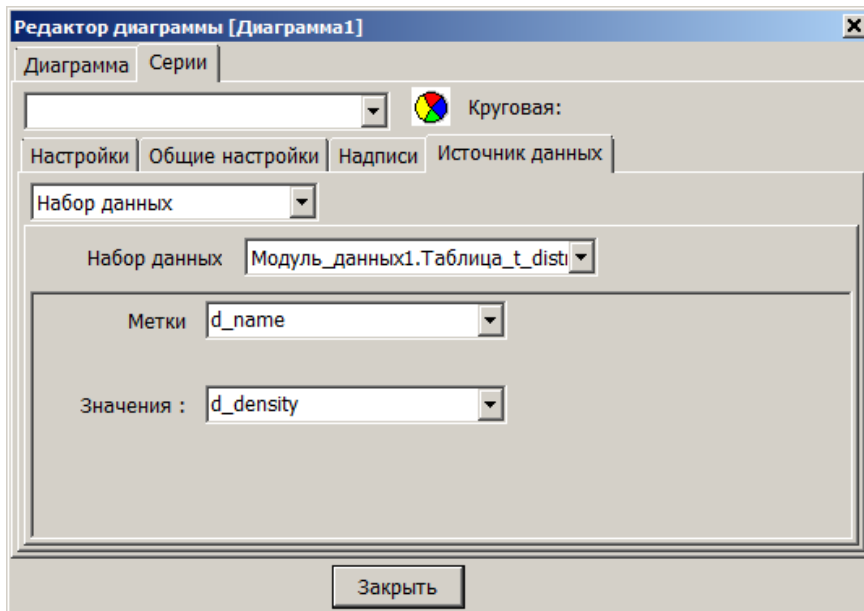 Редактор диаграммы [Диаграмма1]
Диаграмма Серии
Круговая:
Настройки Общие настройки Надписи Источник данных
Набор данных
Набор данных Модуль_данных1.Таблица_t_distr
Метки d_name
Значения : d_density
Закрыть